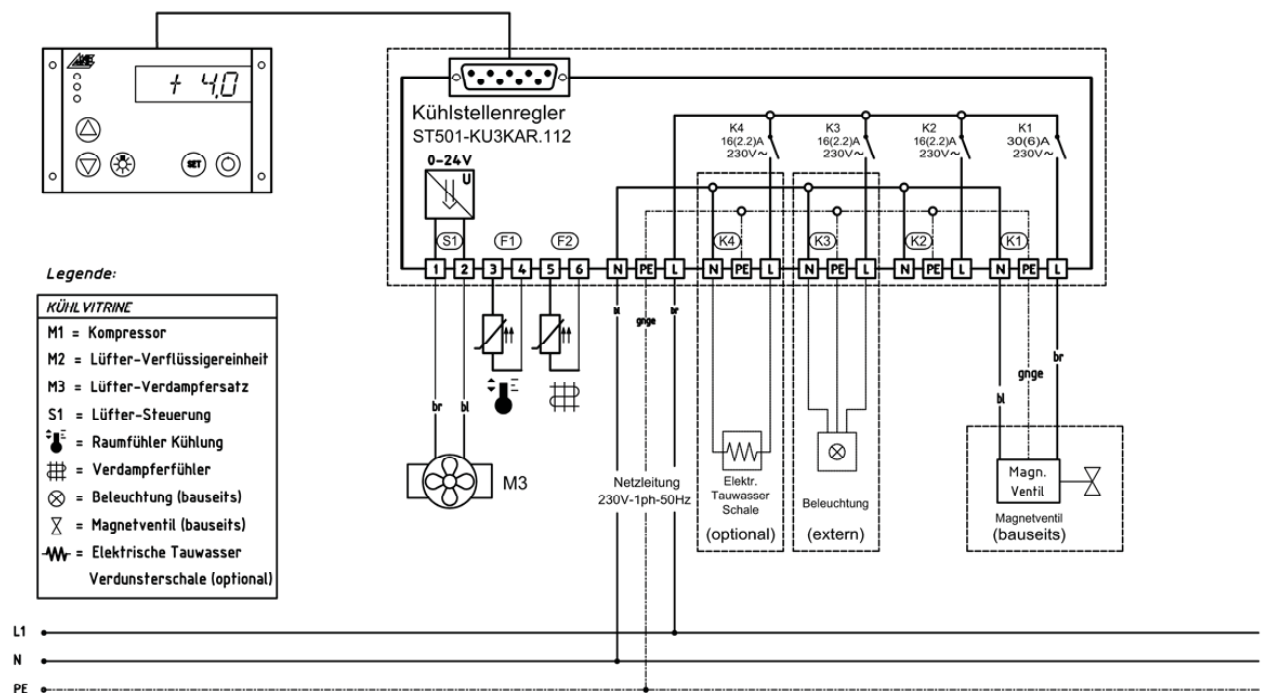 + 4,0
SET
Kühlstellenregler
ST501-KU3KAR.112
0-24V
U
K4
16(2.2)A
230V~
K3
16(2.2)A
230V~
K2
16(2.2)A
230V~
K1
30(6)A
230V~
S1 F1 F2 K4 K3 K2 K1
1 2 3 4 5 6 N PE L N PE L N PE L N PE L N PE L
bl gnge br
br bl
bl gnge br
M3
Netzleitung
230V-1ph-50Hz
Elektr.
Tauwasser
Schale
(optional)
Beleuchtung
(extern)
Magn.
Ventil
Magnetventil
(bauseits)
Legende:
KÜHLVITRINE
M1 = Kompressor
M2 = Lüfter-Verflüssigereinheit
M3 = Lüfter-Verdampfersatz
S1 = Lüfter-Steuerung
= Raumfühler Kühlung
= Verdampferfühler
= Beleuchtung (bauseits)
= Magnetventil (bauseits)
= Elektrische Tauwasser
Verdunsterschale (optional)
L1
N
PE